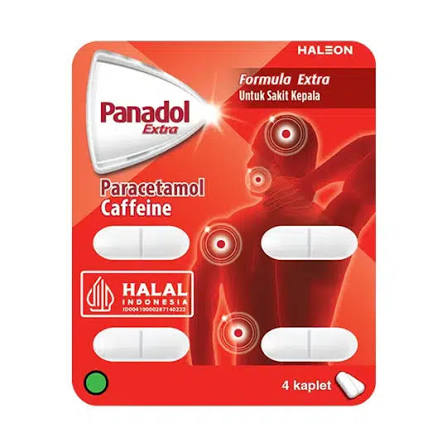 HALEON
Formula Extra
Untuk Sakit Kepala
Panadol
Extra
Paracetamol
Caffeine
HALAL
INDONESIA
4 kaplet